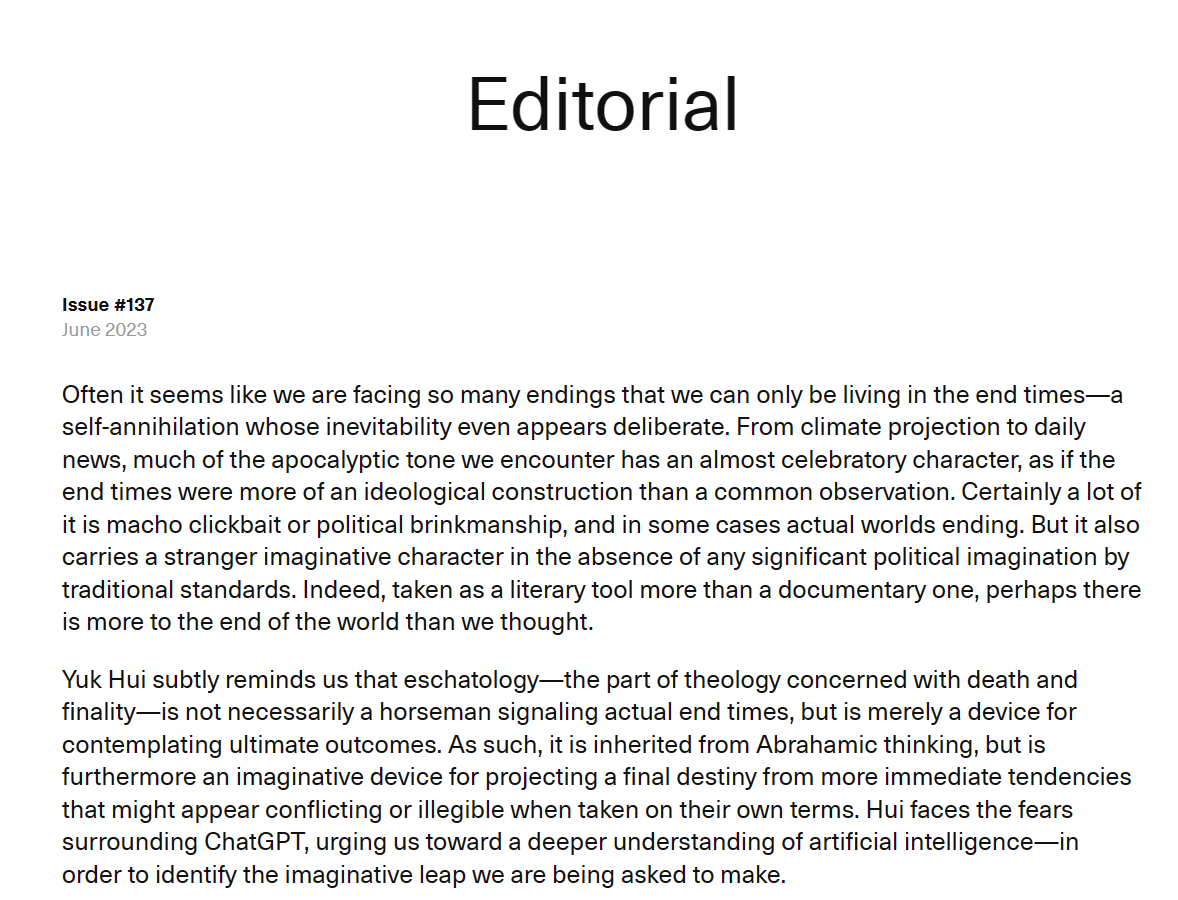 Editorial
Issue #137
June 2023
Often it seems like we are facing so many endings that we can only be living in the end times—a
self-annihilation whose inevitability even appears deliberate. From climate projection to daily
news, much of the apocalyptic tone we encounter has an almost celebratory character, as if the
end times were more of an ideological construction than a common observation. Certainly a lot of
it is macho clickbait or political brinkmanship, and in some cases actual worlds ending. But it also
carries a stranger imaginative character in the absence of any significant political imagination by
traditional standards. Indeed, taken as a literary tool more than a documentary one, perhaps there
is more to the end of the world than we thought.
Yuk Hui subtly reminds us that eschatology—the part of theology concerned with death and
finality—is not necessarily a horseman signaling actual end times, but is merely a device for
contemplating ultimate outcomes. As such, it is inherited from Abrahamic thinking, but is
furthermore an imaginative device for projecting a final destiny from more immediate tendencies
that might appear conflicting or illegible when taken on their own terms. Hui faces the fears
surrounding ChatGPT, urging us toward a deeper understanding of artificial intelligence—in
order to identify the imaginative leap we are being asked to make.